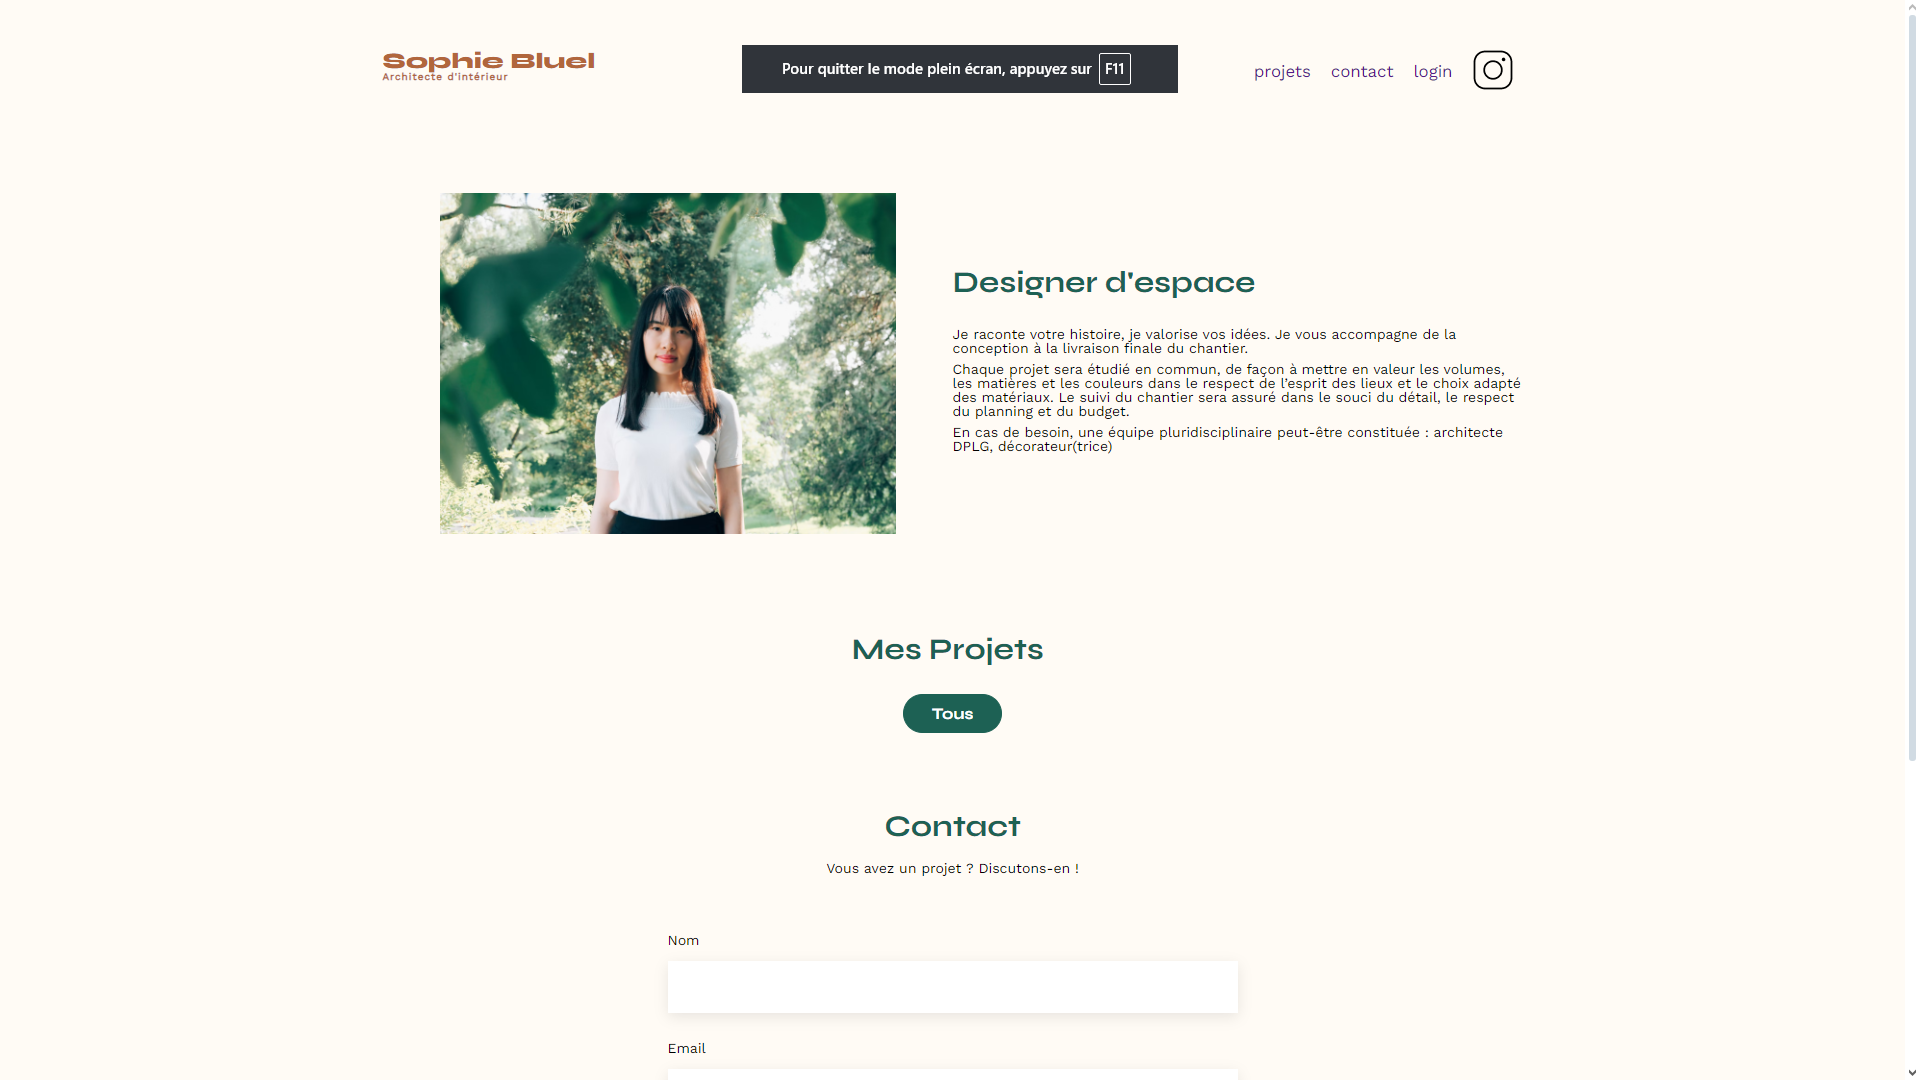 Sophie Bluel
Architecte d'intérieur
Pour quitter le mode plein écran, appuyez sur F11
projets
contact
login
Designer d'espace
Je raconte votre histoire, je valorise vos idées. Je vous accompagne de la
conception à la livraison finale du chantier.
Chaque projet sera étudié en commun, de façon à mettre en valeur les volumes,
les matières et les couleurs dans le respect de l’esprit des lieux et le choix adapté
des matériaux. Le suivi du chantier sera assuré dans le souci du détail, le respect
du planning et du budget.
En cas de besoin, une équipe pluridisciplinaire peut-être constituée : architecte
DPLG, décorateur(trice)
Mes Projets
Tous
Contact
Vous avez un projet ? Discutons-en !
Nom
Email